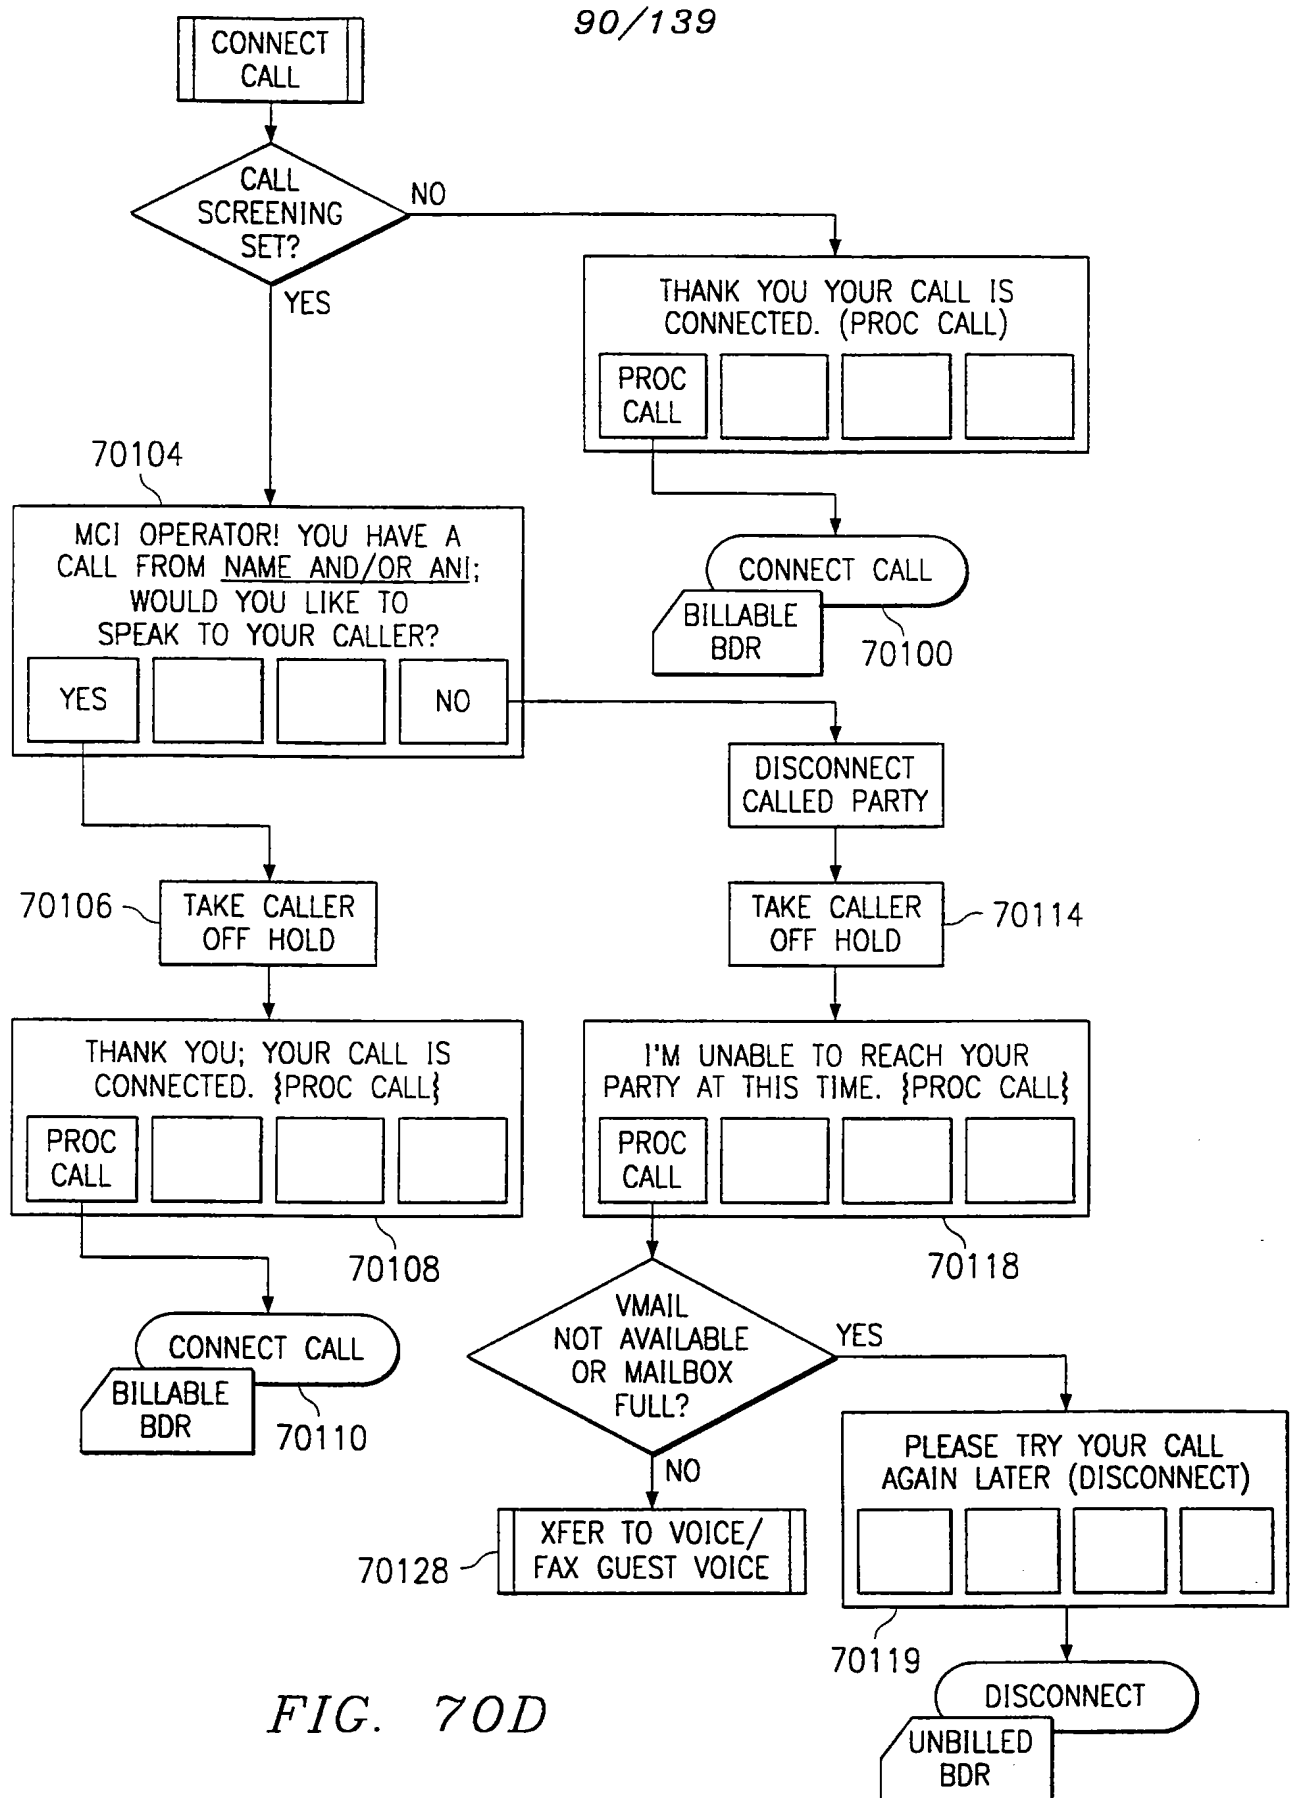 90/139
CONNECT
CALL
CALL
SCREENING
SET?
NO
YES
THANK YOU YOUR CALL IS
CONNECTED. (PROC CALL)
PROC
CALL
CONNECT CALL
BILLABLE
BDR
70100
70104
MCI OPERATOR! YOU HAVE A
CALL FROM NAME AND/OR ANI;
WOULD YOU LIKE TO
SPEAK TO YOUR CALLER?
YES
NO
DISCONNECT
CALLED PARTY
70106
TAKE CALLER
OFF HOLD
TAKE CALLER
OFF HOLD
70114
THANK YOU; YOUR CALL IS
CONNECTED. {PROC CALL}
PROC
CALL
70108
I'M UNABLE TO REACH YOUR
PARTY AT THIS TIME. {PROC CALL}
PROC
CALL
70118
CONNECT CALL
BILLABLE
BDR
70110
VMAIL
NOT AVAILABLE
OR MAILBOX
FULL?
YES
NO
PLEASE TRY YOUR CALL
AGAIN LATER (DISCONNECT)
70119
70128
XFER TO VOICE/
FAX GUEST VOICE
DISCONNECT
UNBILLED
BDR
FIG. 70D